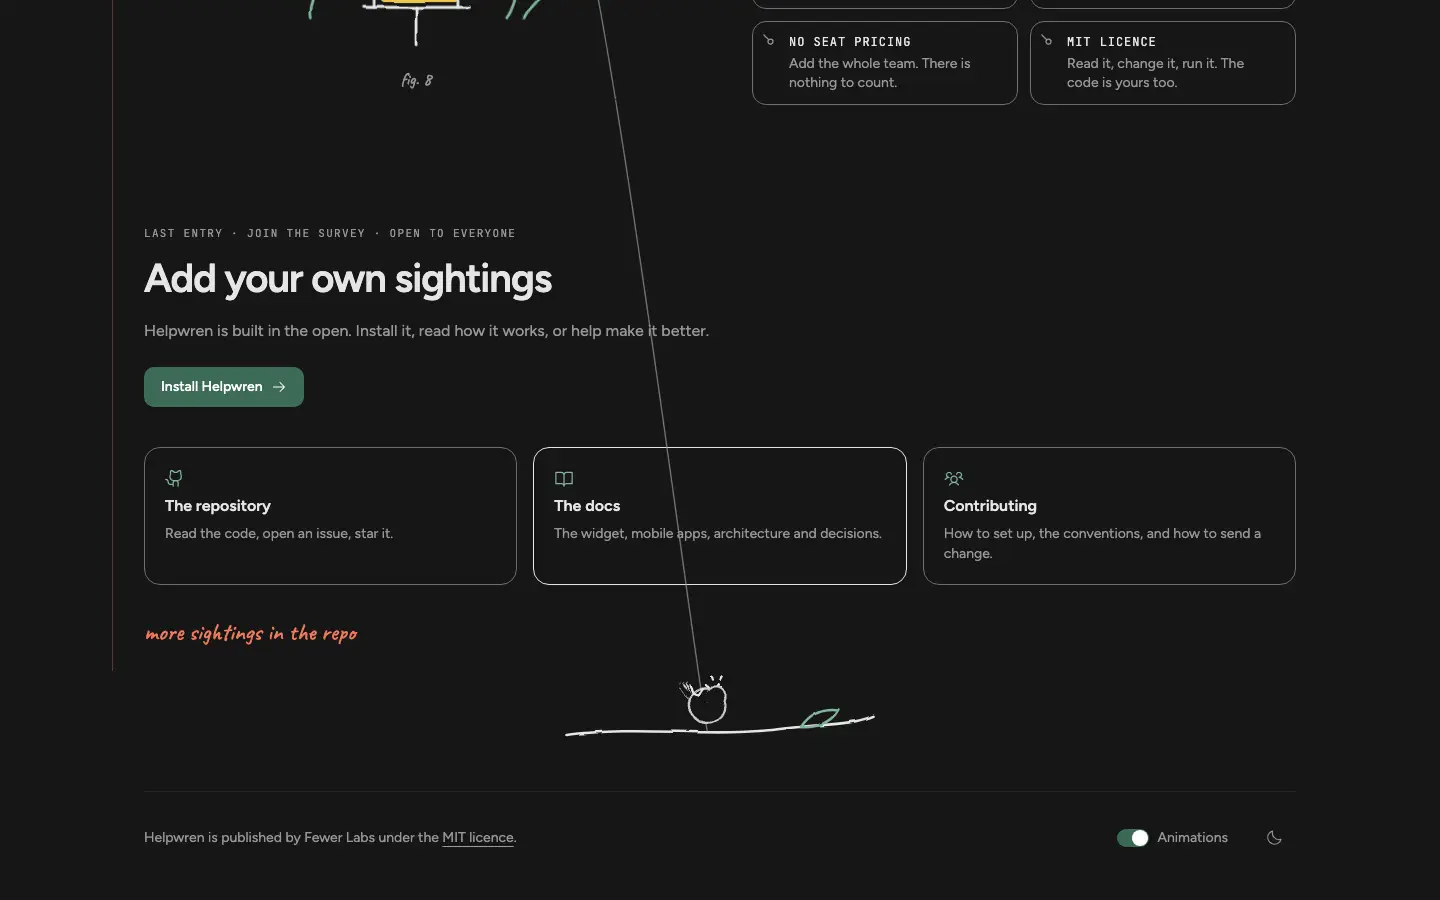 fig. 8
NO SEAT PRICING
Add the whole team. There is
nothing to count.
MIT LICENCE
Read it, change it, run it. The
code is yours too.
LAST ENTRY · JOIN THE SURVEY · OPEN TO EVERYONE
Add your own sightings
Helpwren is built in the open. Install it, read how it works, or help make it better.
Install Helpwren →
The repository
Read the code, open an issue, star it.
The docs
The widget, mobile apps, architecture and decisions.
Contributing
How to set up, the conventions, and how to send a
change.
more sightings in the repo
Helpwren is published by Fewer Labs under the MIT licence.
Animations